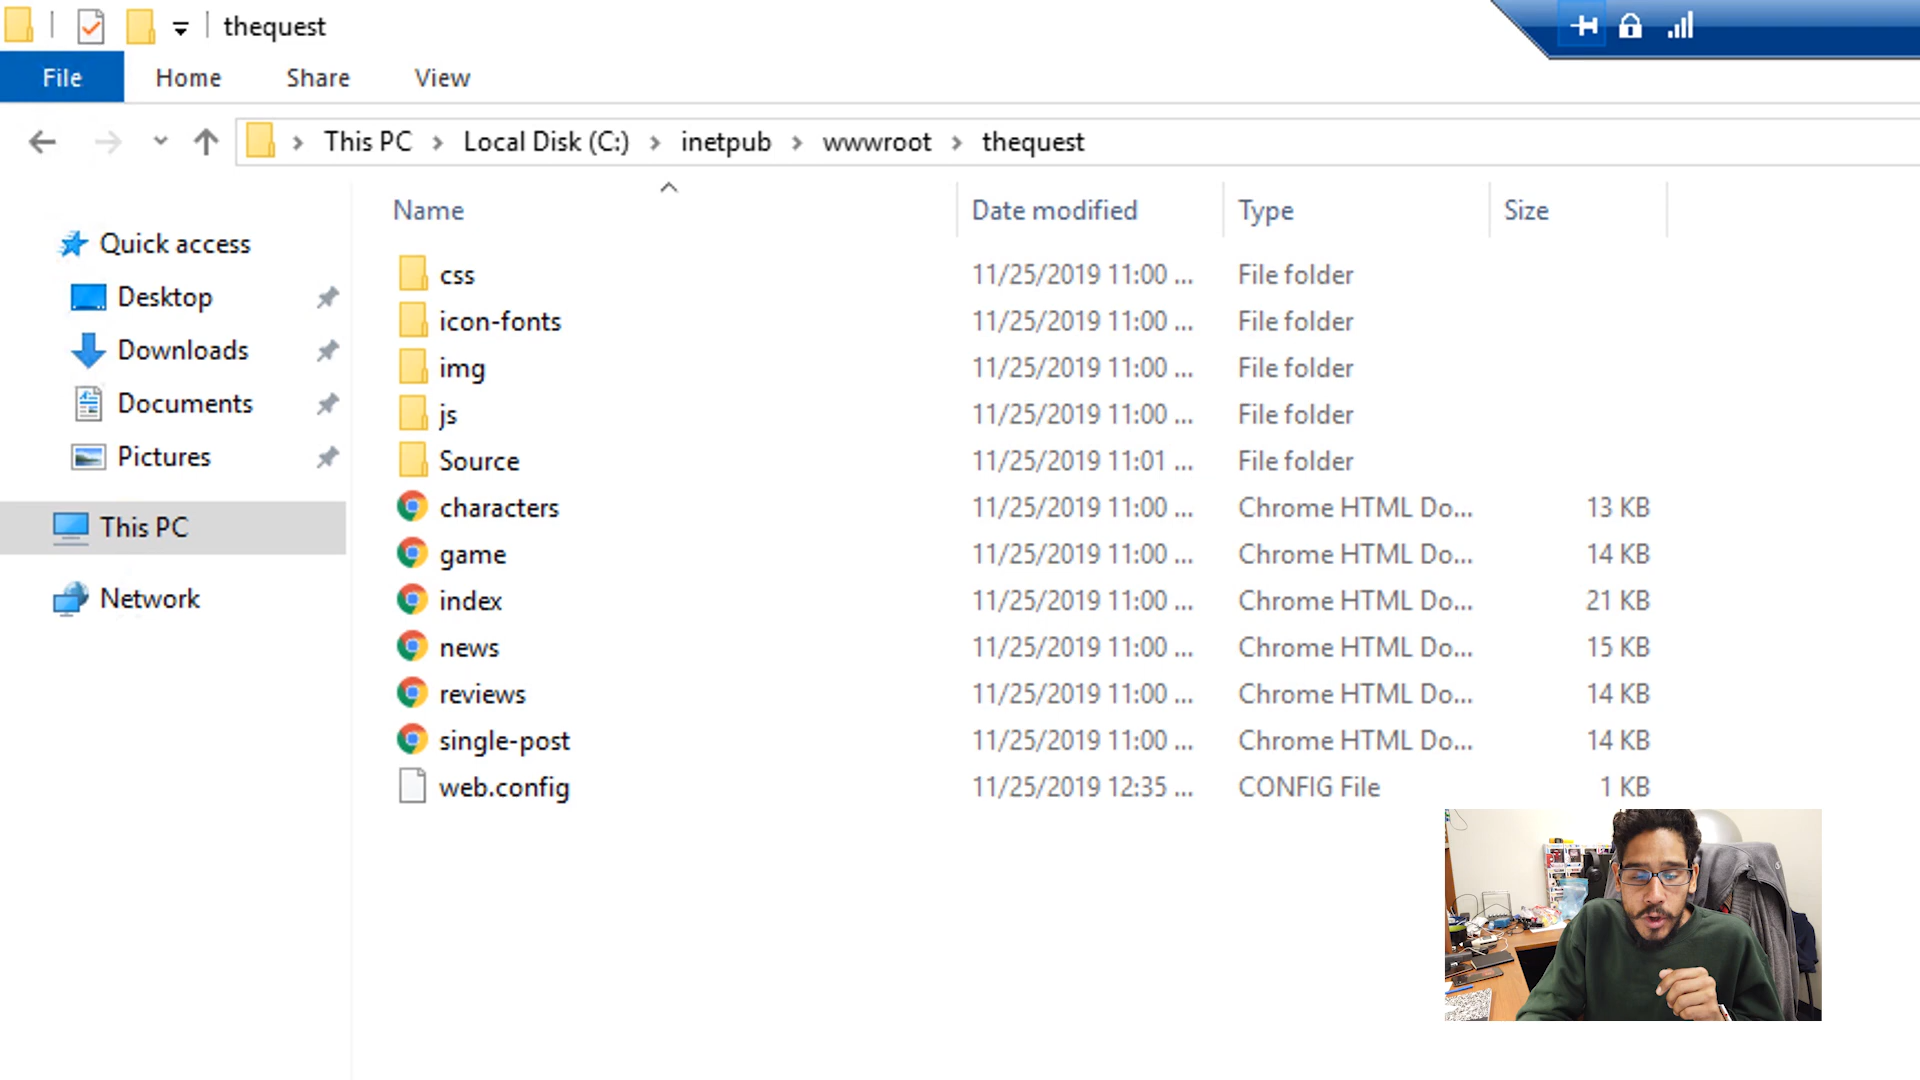 thequest
File Home Share View
This PC Local Disk (C:) inetpub wwwroot thequest
Name Date modified Type Size
Quick access
Desktop
Downloads
Documents
Pictures
This PC
Network
css 11/25/2019 11:00 ... File folder
icon-fonts 11/25/2019 11:00 ... File folder
img 11/25/2019 11:00 ... File folder
js 11/25/2019 11:00 ... File folder
Source 11/25/2019 11:01 ... File folder
characters 11/25/2019 11:00 ... Chrome HTML Do... 13 KB
game 11/25/2019 11:00 ... Chrome HTML Do... 14 KB
index 11/25/2019 11:00 ... Chrome HTML Do... 21 KB
news 11/25/2019 11:00 ... Chrome HTML Do... 15 KB
reviews 11/25/2019 11:00 ... Chrome HTML Do... 14 KB
single-post 11/25/2019 11:00 ... Chrome HTML Do... 14 KB
web.config 11/25/2019 12:35 ... CONFIG File 1 KB